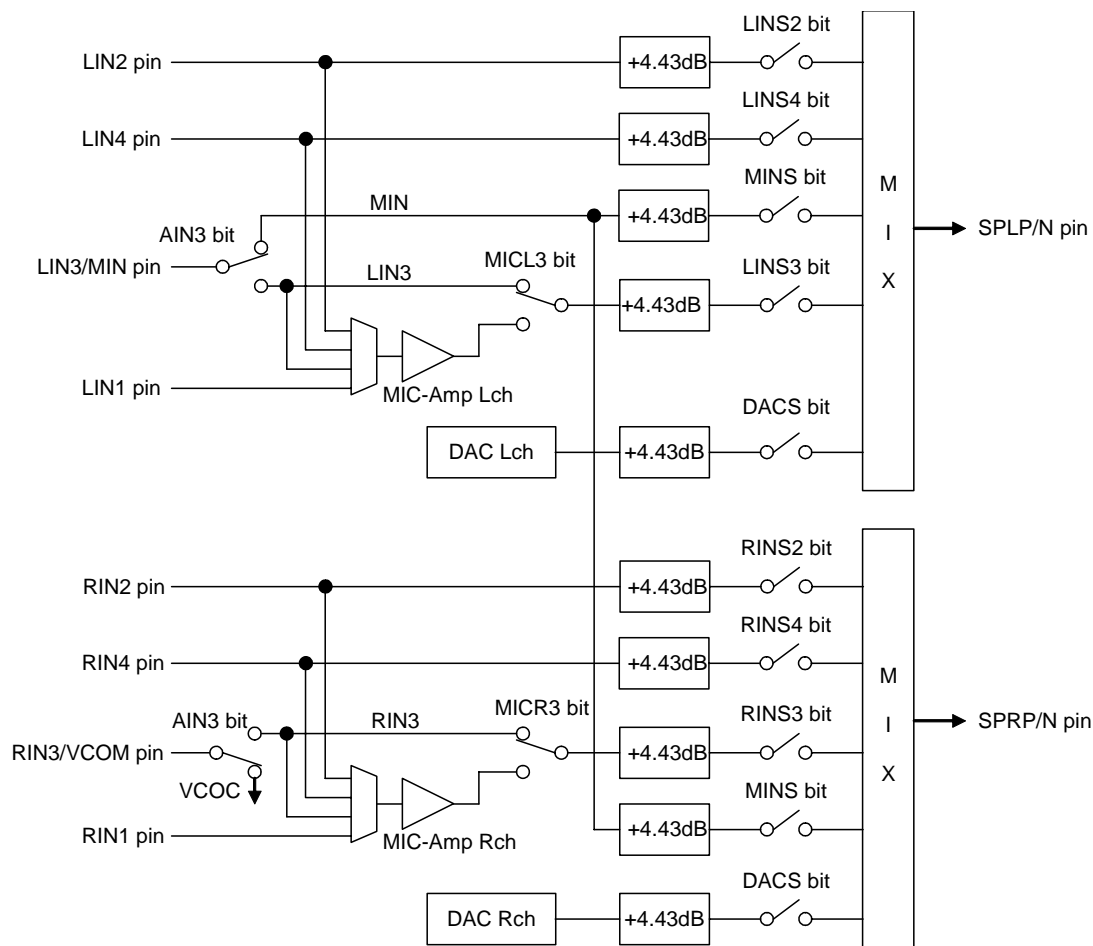 LINS2 bit
LIN2 pin
+4.43dB
LINS4 bit
LIN4 pin
+4.43dB
MINS bit
MIN
+4.43dB
AIN3 bit
LIN3/MIN pin
LIN3
MICL3 bit
LINS3 bit
+4.43dB
LIN1 pin
MIC-Amp Lch
DACS bit
DAC Lch
+4.43dB
M
I
X
SPLP/N pin
RINS2 bit
RIN2 pin
+4.43dB
RINS4 bit
RIN4 pin
+4.43dB
AIN3 bit
RIN3
MICR3 bit
RINS3 bit
RIN3/VCOM pin
+4.43dB
VCOC
MINS bit
RIN1 pin
MIC-Amp Rch
+4.43dB
DACS bit
DAC Rch
+4.43dB
M
I
X
SPRP/N pin